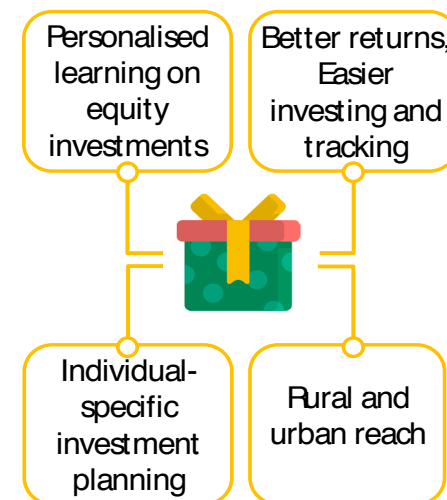 Personalised
learning on
equity
investments
Better returns,
Easier
investing and
tracking
Individual-
specific
investment
planning
Rural and
urban reach